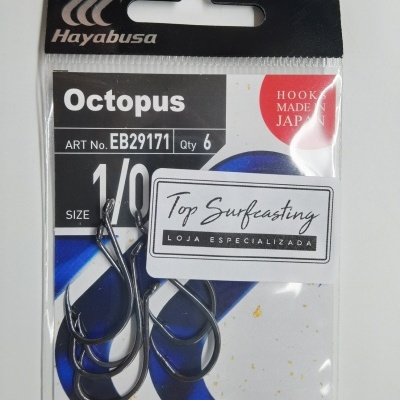 Hayabusa
Octopus
HOOKS
MADE IN
JAPAN
ART No. EB29171 Qty 6
SIZE 1/0
Top Surfcasting
LOJA ESPECIALIZADA